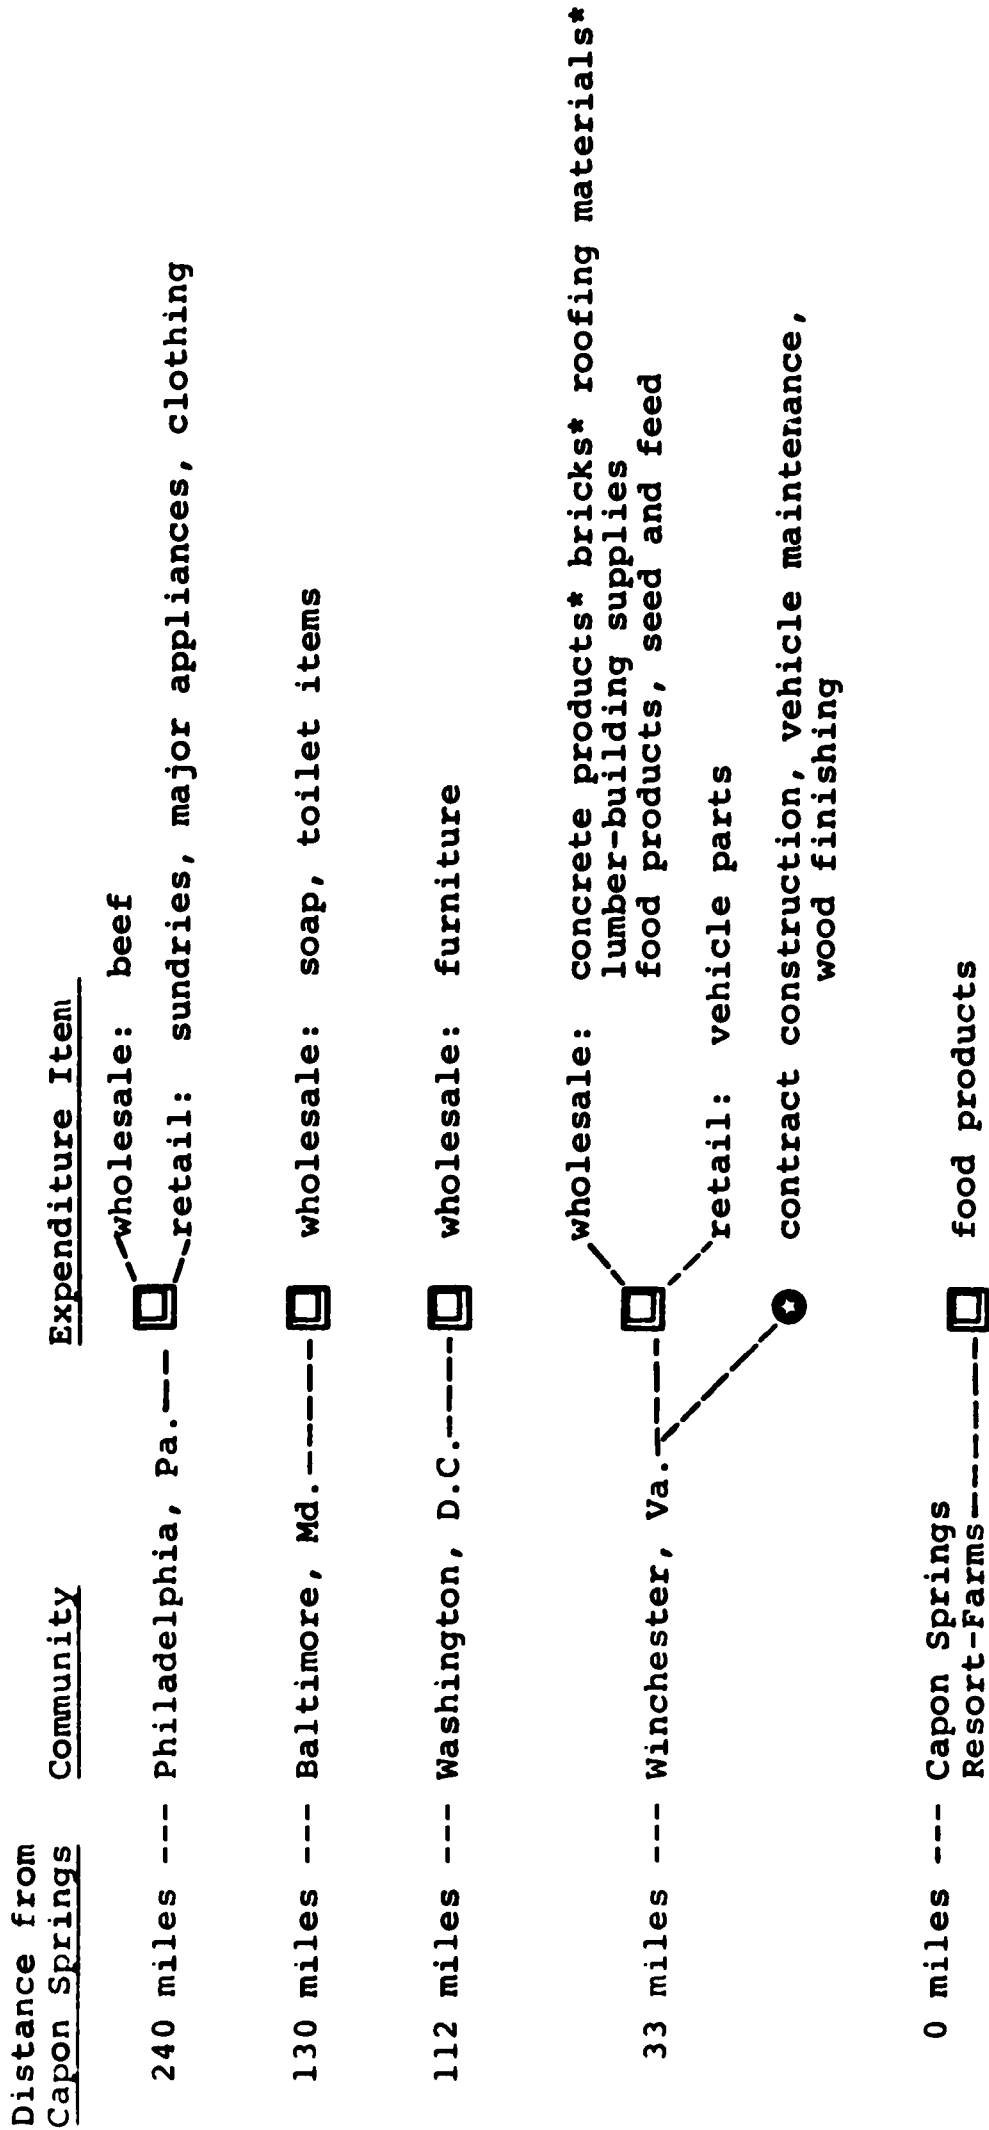 Distance from
Capon Springs Community Expenditure Item
240 miles --- Philadelphia, Pa.--- wholesale: beef
retail: sundries, major appliances, clothing
130 miles --- Baltimore, Md.------ wholesale: soap, toilet items
112 miles --- Washington, D.C.----- wholesale: furniture
wholesale: concrete products* bricks* roofing materials*
lumber-building supplies
33 miles --- Winchester, Va.----- food products, seed and feed
retail: vehicle parts
contract construction, vehicle maintenance,
wood finishing
0 miles --- Capon Springs
Resort-Farms-------- food products